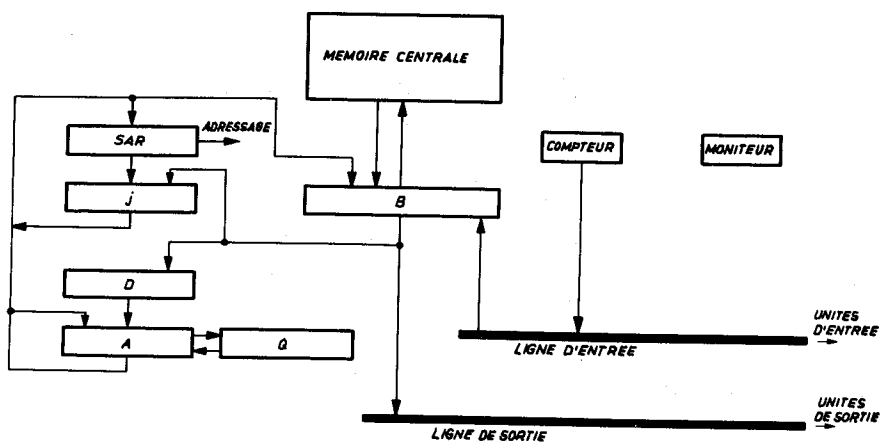 MEMOIRE CENTRALE
SAR
ADRESSAGE
COMPTEUR
MONITEUR
J
B
D
A
Q
UNITES
D'ENTREE
LIGNE D'ENTREE
UNITES
DE SORTIE
LIGNE DE SORTIE